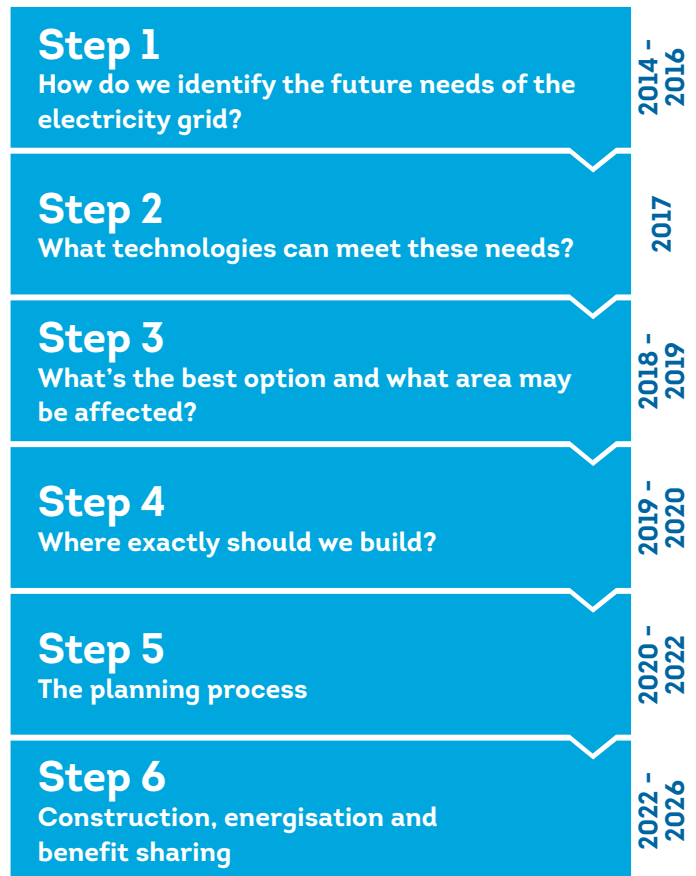 Step 1
How do we identify the future needs of the
electricity grid?
2014 -
2016
Step 2
What technologies can meet these needs?
2017
Step 3
What's the best option and what area may
be affected?
2018 -
2019
Step 4
Where exactly should we build?
2019 -
2020
Step 5
The planning process
2020 -
2022
Step 6
Construction, energisation and
benefit sharing
2022 -
2026